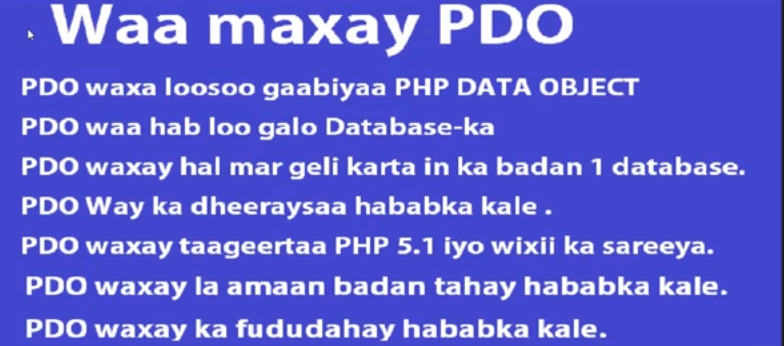 Waa maxay PDO
PDO waxa loosoo gaabiyaa PHP DATA OBJECT
PDO waa hab loo galo Database-ka
PDO waxay hal mar geli karta in ka badan 1 database.
PDO Way ka dheeraysaa hababka kale .
PDO waxay taageertaa PHP 5.1 iyo wixii ka sareeya.
PDO waxay la amaan badan tahay hababka kale.
PDO waxay ka fududahay hababka kale.